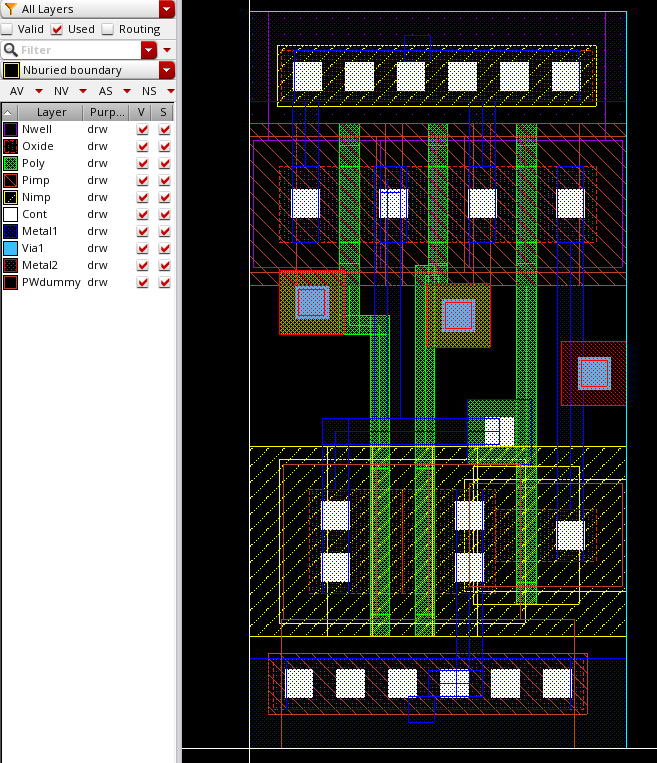 All Layers
Valid Used Routing
Filter
Nburied boundary
AV NV AS NS
Layer Purp... V S
Nwell drw
Oxide drw
Poly drw
Pimp drw
Nimp drw
Cont drw
Metal1 drw
Via1 drw
Metal2 drw
PWdummy drw